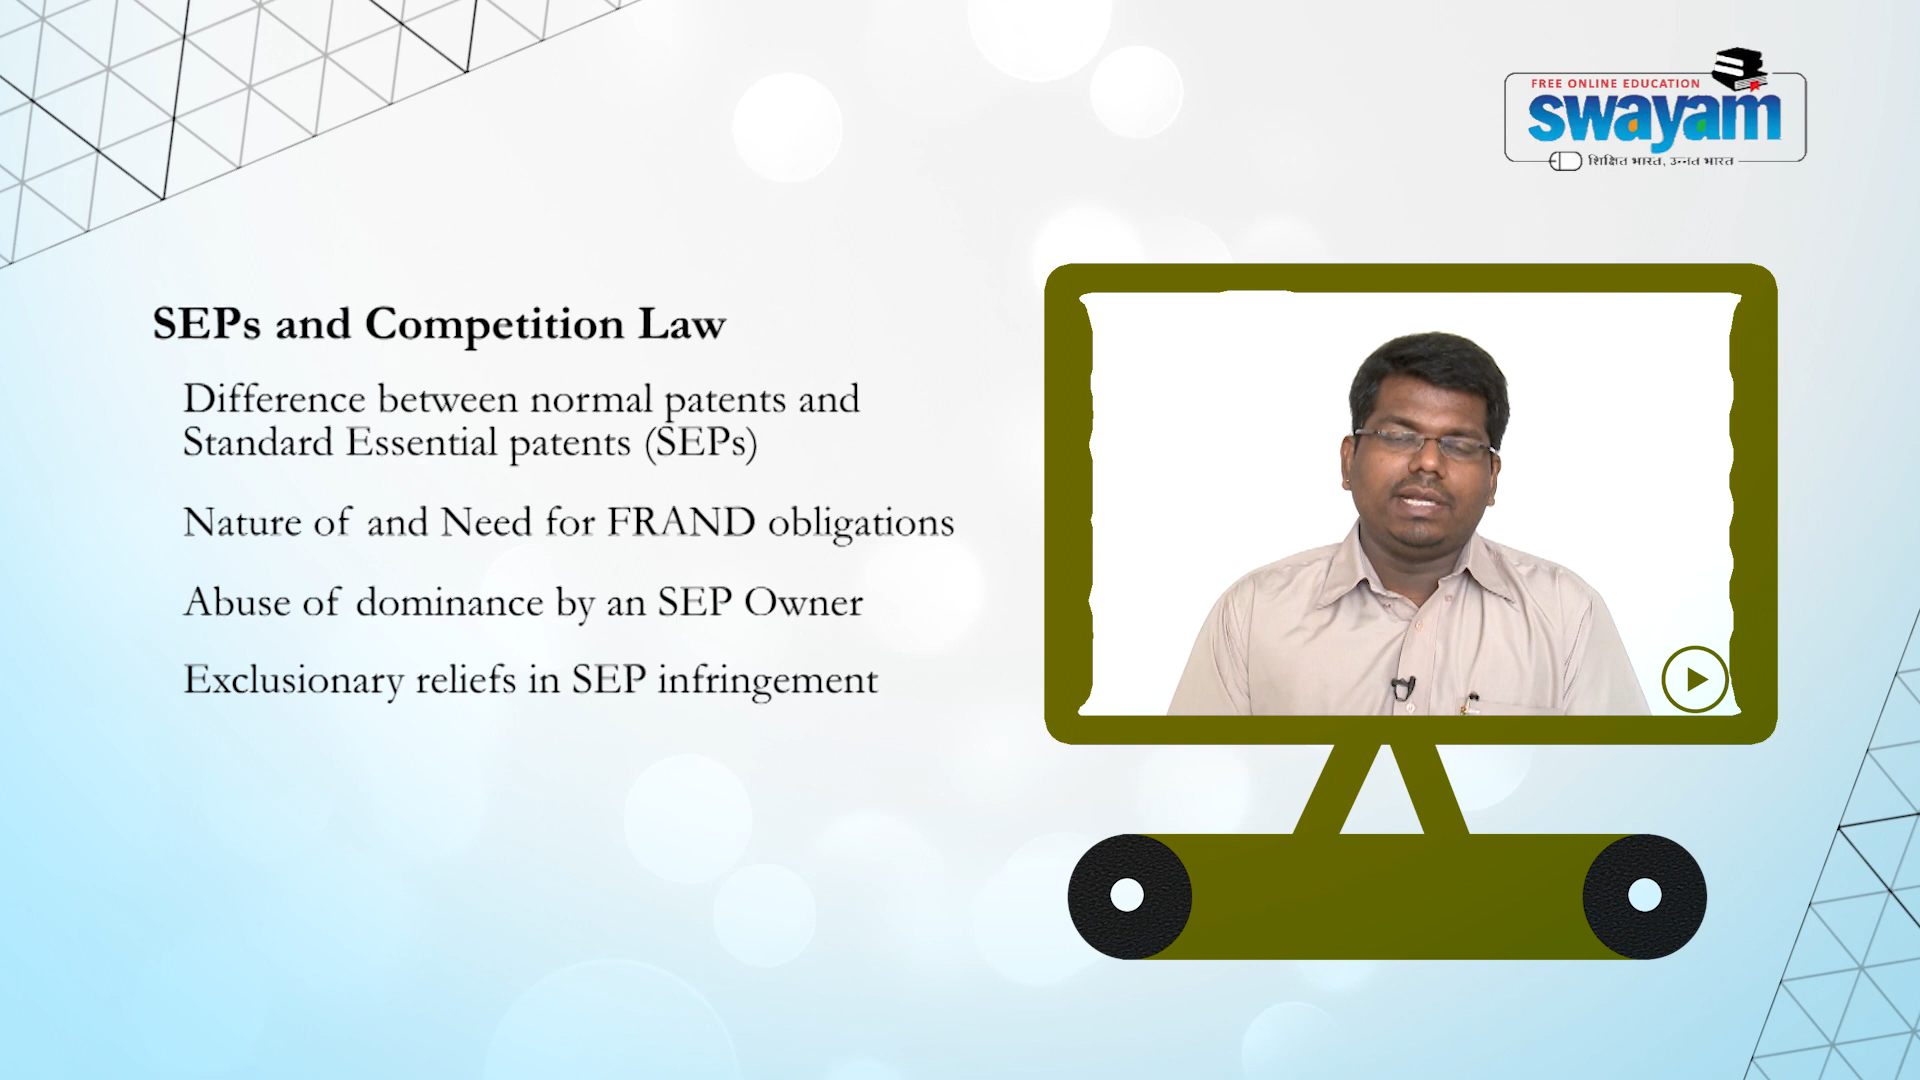 FREE ONLINE EDUCATION
swayam
शिक्षित भारत, उन्नत भारत
SEPs and Competition Law
Difference between normal patents and
Standard Essential patents (SEPs)
Nature of and Need for FRAND obligations
Abuse of dominance by an SEP Owner
Exclusionary reliefs in SEP infringement